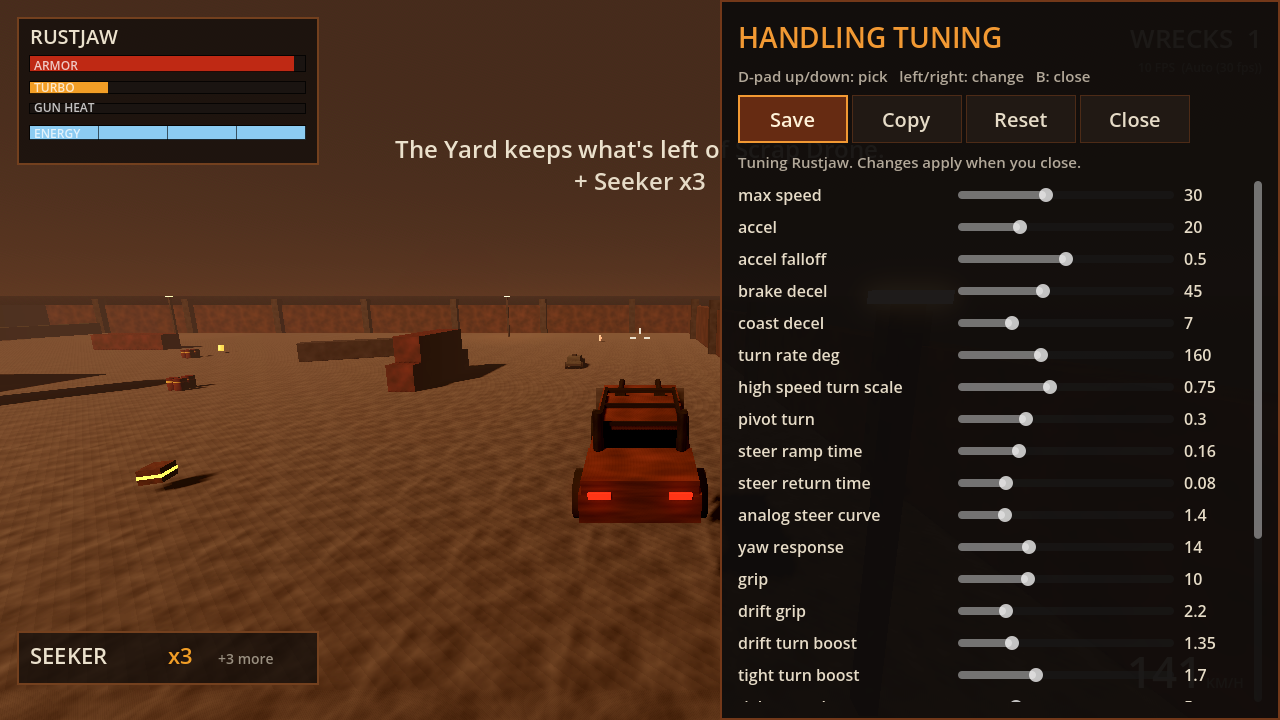 RUSTJAW
ARMOR
TURBO
GUN HEAT
ENERGY
The Yard keeps what's left of Scrap Drone
+ Seeker x3
SEEKER x3 +3 more
HANDLING TUNING
WRECKS 1
D-pad up/down: pick left/right: change B: close
Save Copy Reset Close
Tuning Rustjaw. Changes apply when you close.
max speed 30
accel 20
accel falloff 0.5
brake decel 45
coast decel 7
turn rate deg 160
high speed turn scale 0.75
pivot turn 0.3
steer ramp time 0.16
steer return time 0.08
analog steer curve 1.4
yaw response 14
grip 10
drift grip 2.2
drift turn boost 1.35
tight turn boost 1.7
141 KM/H